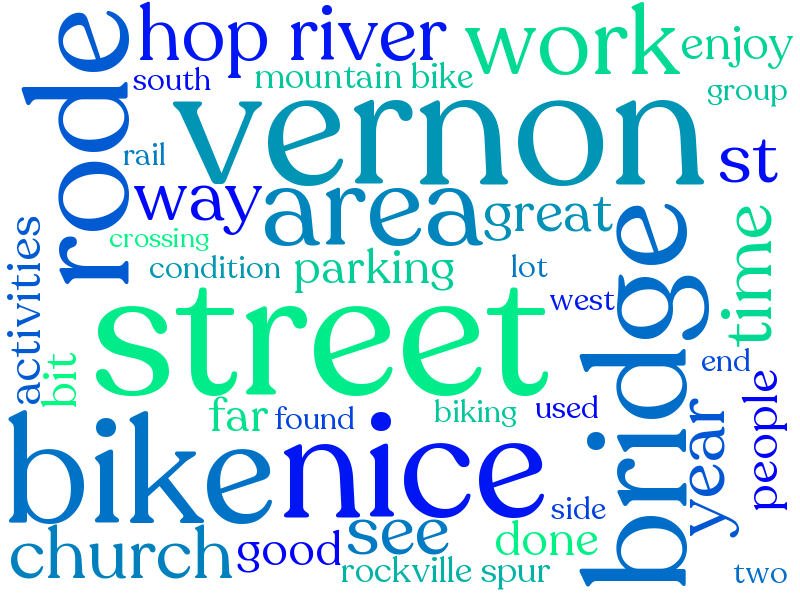 rode
hop river
work
enjoy
south
mountain bike
group
vernon
rail
st
way
area
great
crossing
condition
parking
lot
activities
bit
street
west
bridge
time
end
far
found
biking
used
people
year
bike
nice
side
church
good
see
done
rockville spur
two